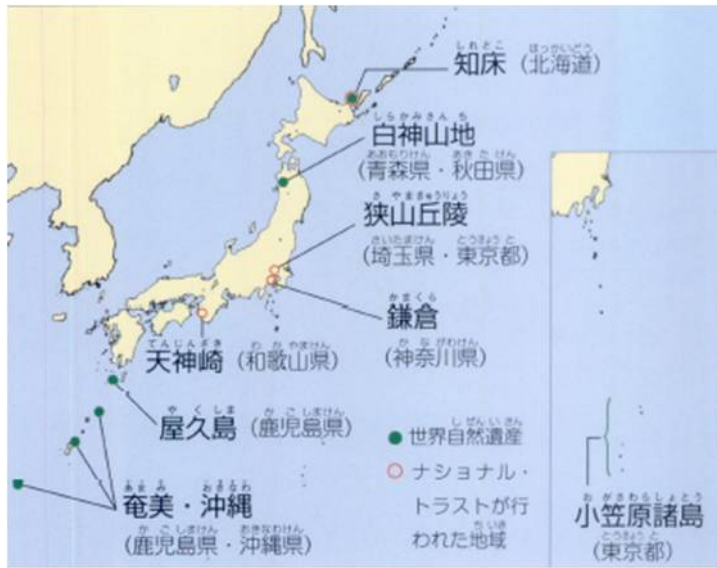 しれとこ ほっかいどう
知床 (北海道)
しらかみさんち
白神山地
あおもりけん あきたけん
(青森県・秋田県)
さやまきゅうりょう
狭山丘陵
さいたまけん とうきょうと
(埼玉県・東京都)
かまくら
鎌倉
かながわけん
(神奈川県)
てんじんざき わかやまけん
天神崎 (和歌山県)
やくしま かごしまけん
屋久島 (鹿児島県)
あまみ おきなわ
奄美・沖縄
かごしまけん おきなわけん
(鹿児島県・沖縄県)
しぜんいさん
世界自然遺産
ナショナル・
トラストが行
ちいき
われた地域
おがさわらしょとう
小笠原諸島
とうきょうと
(東京都)